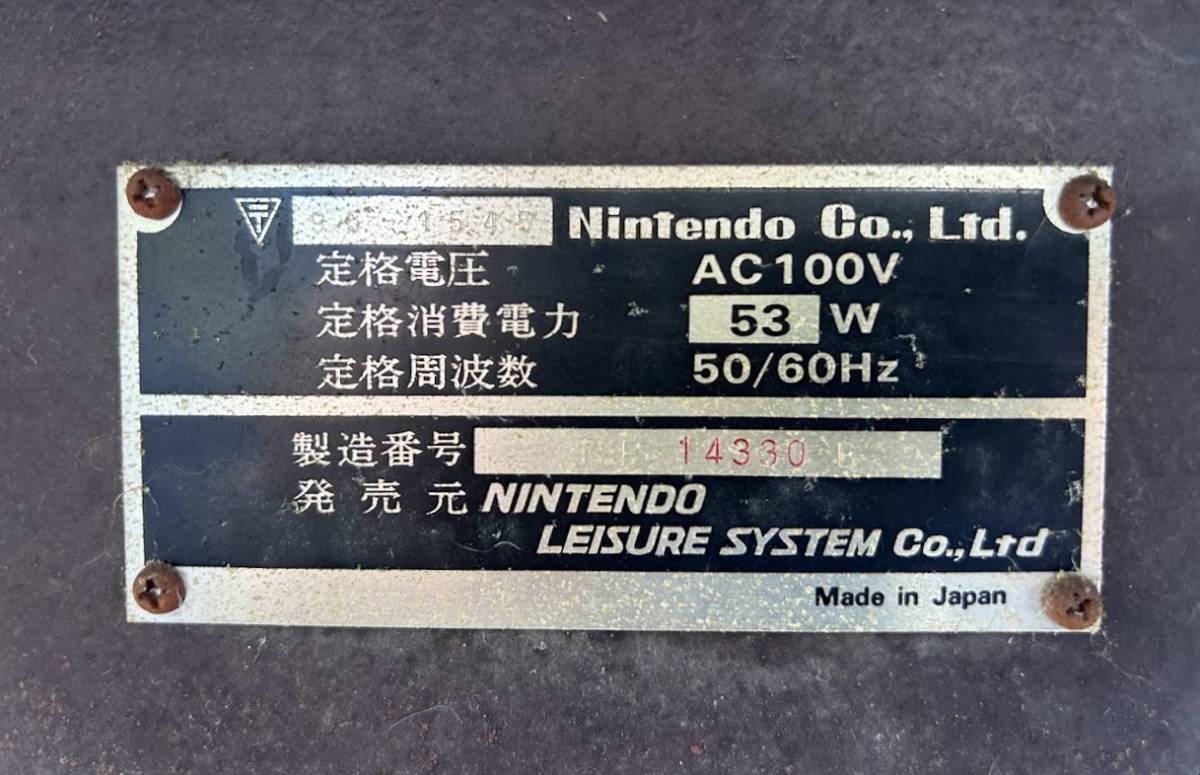 Nintendo Co., Ltd.
定格電圧 AC100V
定格消費電力 53 W
定格周波数 50/60Hz
製造番号 14330
発売元 NINTENDO
LEISURE SYSTEM Co.,Ltd
Made in Japan